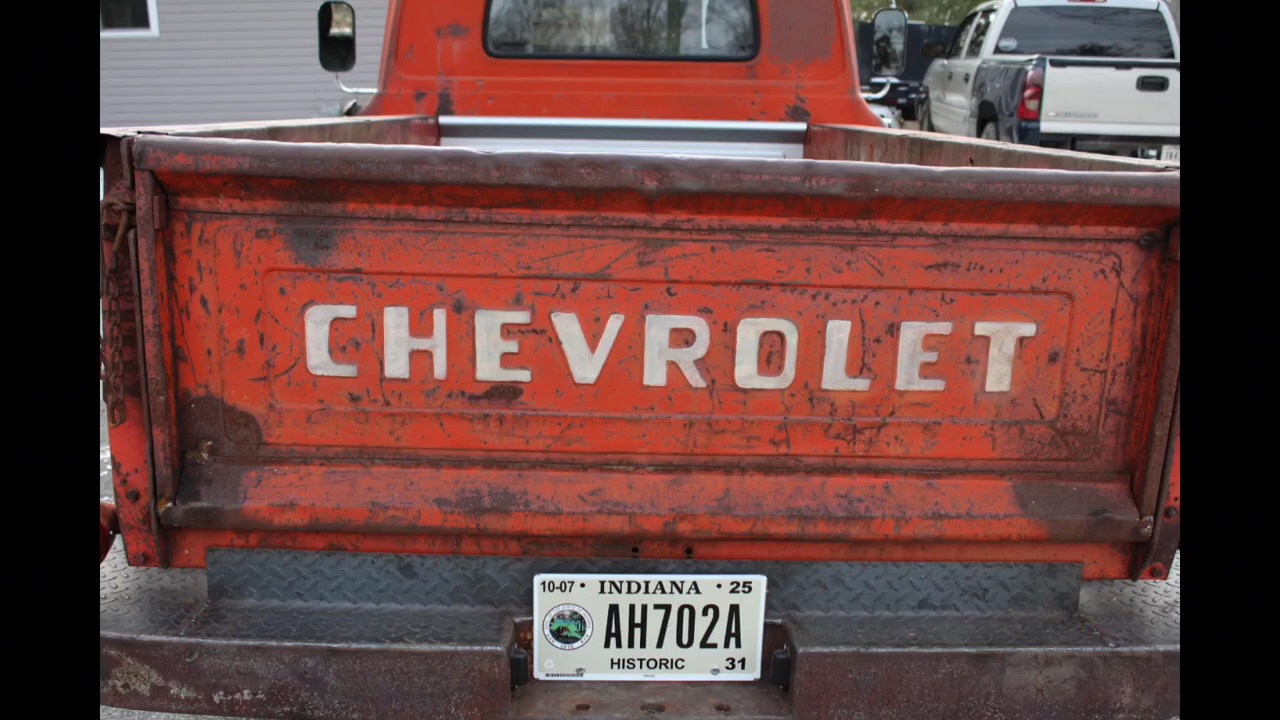 CHEVROLET
10-07 • INDIANA • 25
AH702A
HISTORIC 31